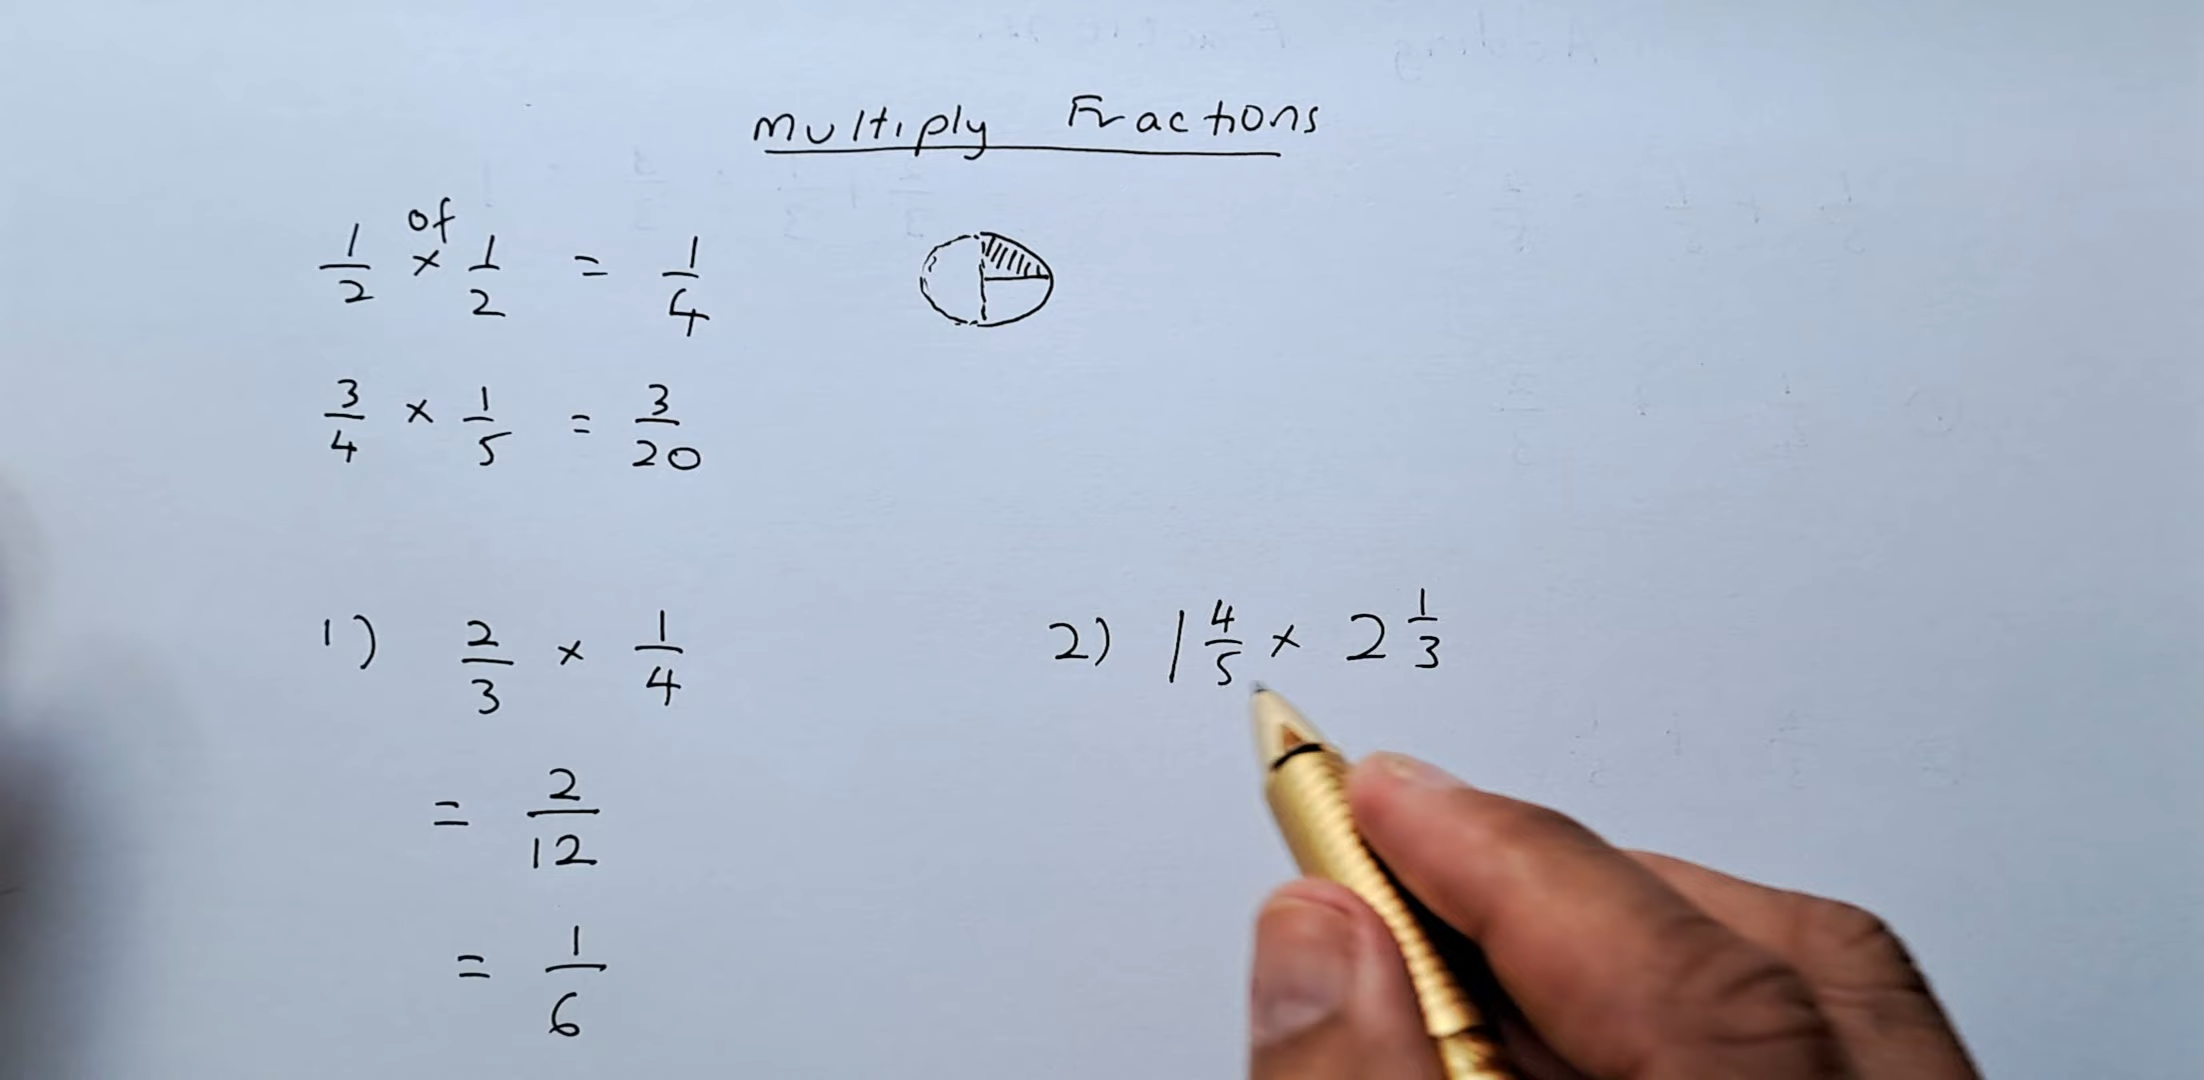 Multiply Fractions
of
1/2 × 1/2 = 1/4
3/4 × 1/5 = 3/20
1) 2/3 × 1/4
= 2/12
= 1/6
2) 1 4/5 × 2 1/3